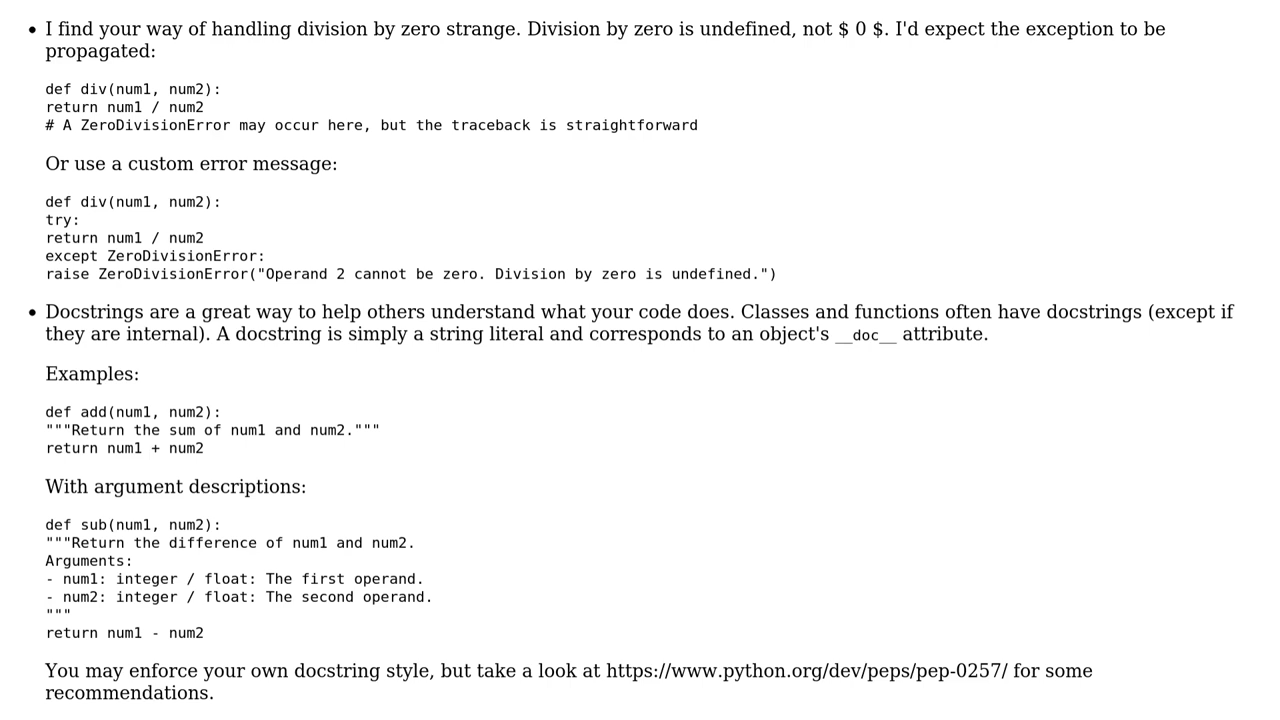 • I find your way of handling division by zero strange. Division by zero is undefined, not $ 0 $. I'd expect the exception to be
propagated:
def div(num1, num2):
return num1 / num2
# A ZeroDivisionError may occur here, but the traceback is straightforward
Or use a custom error message:
def div(num1, num2):
try:
return num1 / num2
except ZeroDivisionError:
raise ZeroDivisionError("Operand 2 cannot be zero. Division by zero is undefined.")
• Docstrings are a great way to help others understand what your code does. Classes and functions often have docstrings (except if
they are internal). A docstring is simply a string literal and corresponds to an object's __doc__ attribute.
Examples:
def add(num1, num2):
"""Return the sum of num1 and num2."""
return num1 + num2
With argument descriptions:
def sub(num1, num2):
"""Return the difference of num1 and num2.
Arguments:
- num1: integer / float: The first operand.
- num2: integer / float: The second operand.
"""
return num1 - num2
You may enforce your own docstring style, but take a look at https://www.python.org/dev/peps/pep-0257/ for some
recommendations.